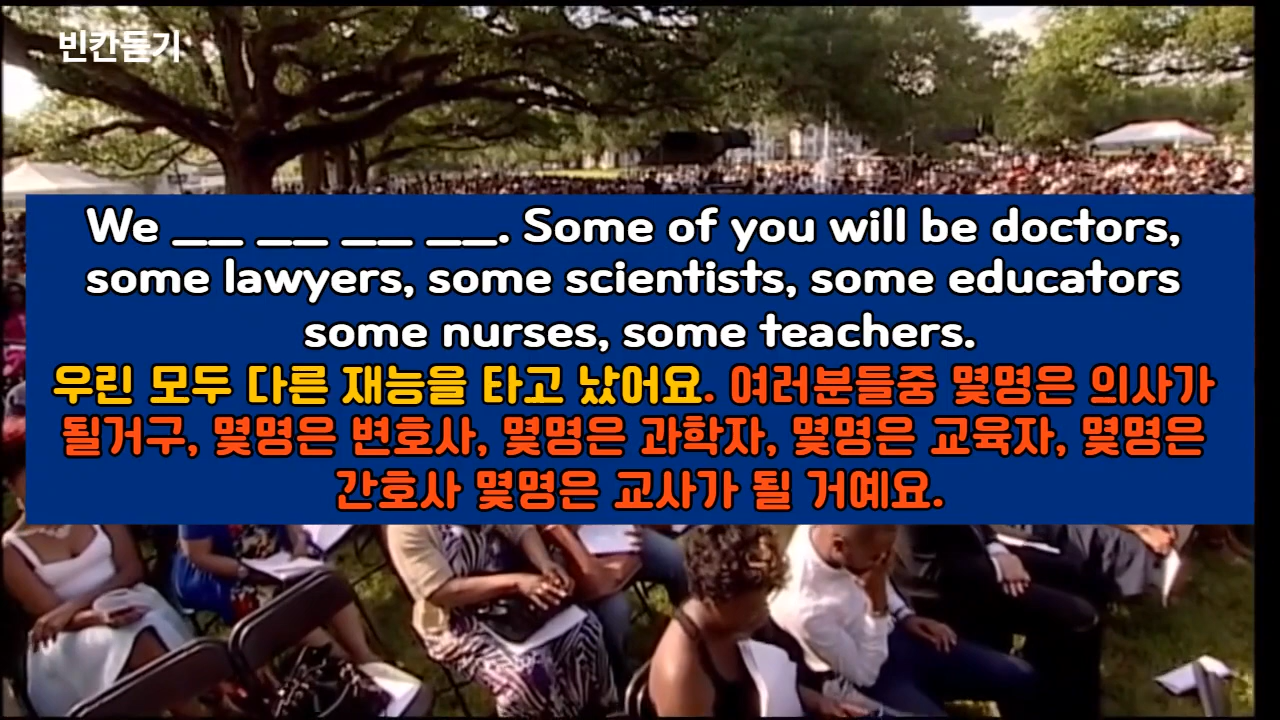 빈칸듣기
We __ __ __ __. Some of you will be doctors,
some lawyers, some scientists, some educators
some nurses, some teachers.
우린 모두 다른 재능을 타고 났어요. 여러분들중 몇명은 의사가
될거구, 몇명은 변호사, 몇명은 과학자, 몇명은 교육자, 몇명은
간호사 몇명은 교사가 될 거예요.